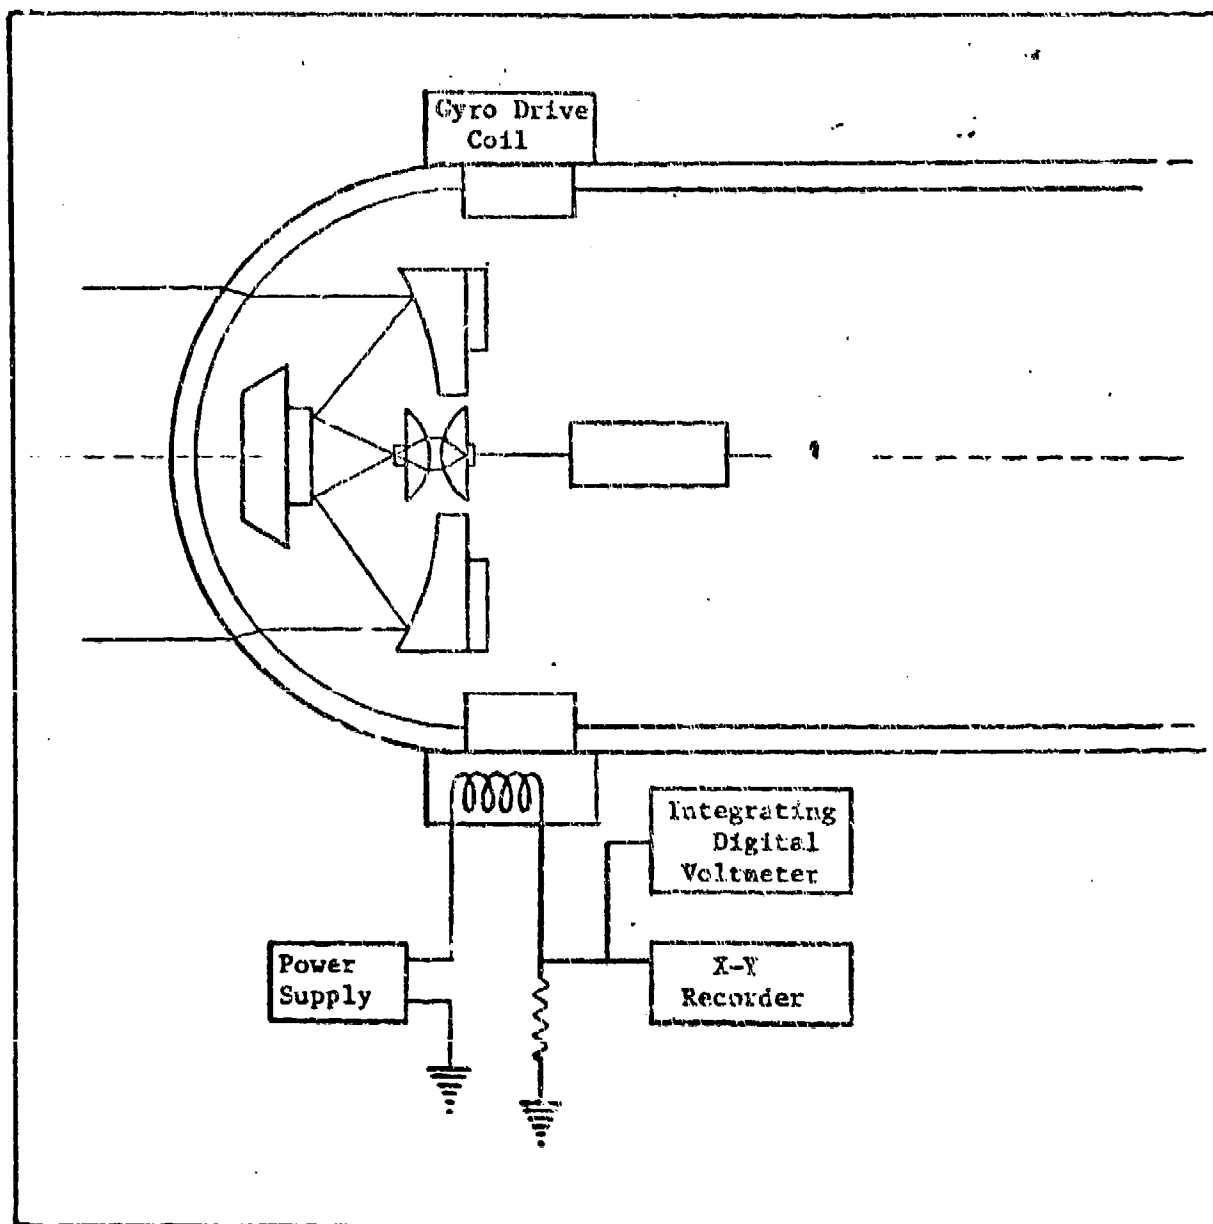 Gyro Drive
Coil
Integrating
Digital
Voltmeter
Power
Supply
X-Y
Recorder